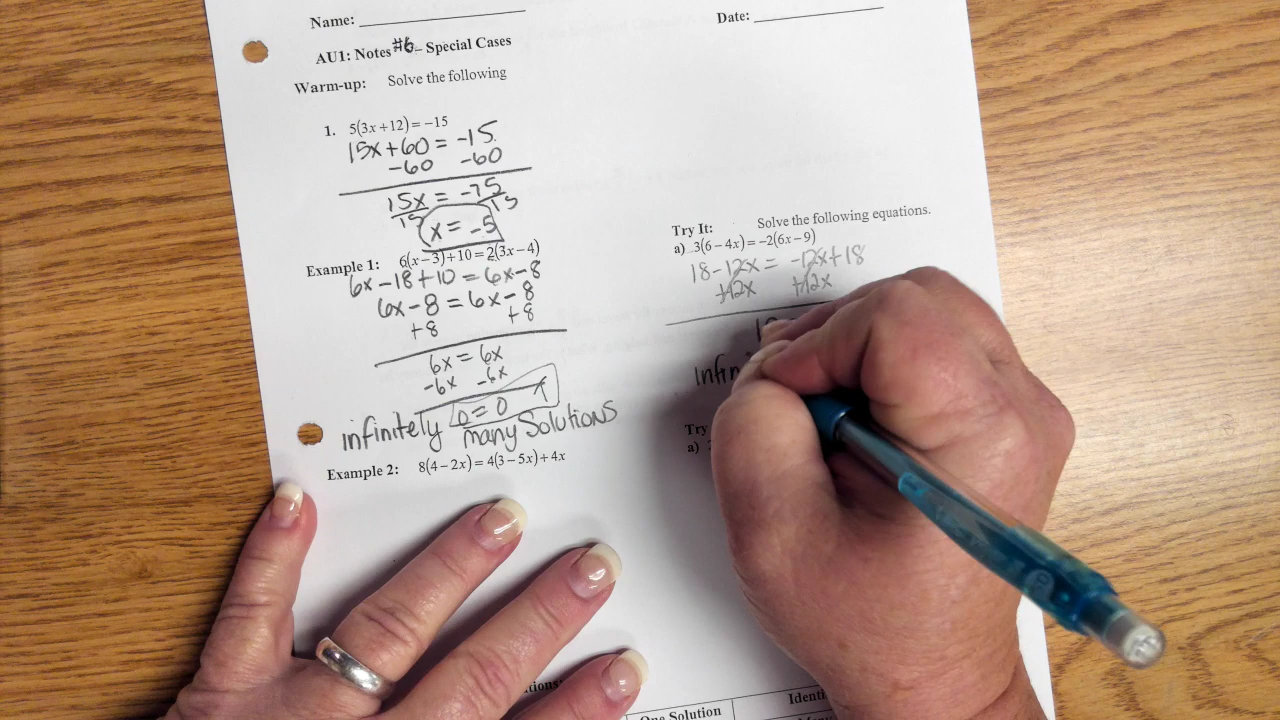 Name: Date:
AU1: Notes #6 – Special Cases
Warm-up: Solve the following
1. 5(3x+12)=−15
15x+60 = -15
-60 -60
15x = -75
15 15
x = -5
Example 1: 6(x−3)+10=2(3x−4)
6x-18+10 = 6x-8
6x-8 = 6x-8
+8 +8
6x = 6x
-6x -6x
0 = 0
infinitely many Solutions
Example 2: 8(4−2x)=4(3−5x)+4x
Try It: Solve the following equations.
a) 3(6−4x)=−2(6x−9)
18-12x = -12x+18
+12x +12x
Try
a)
One Solution